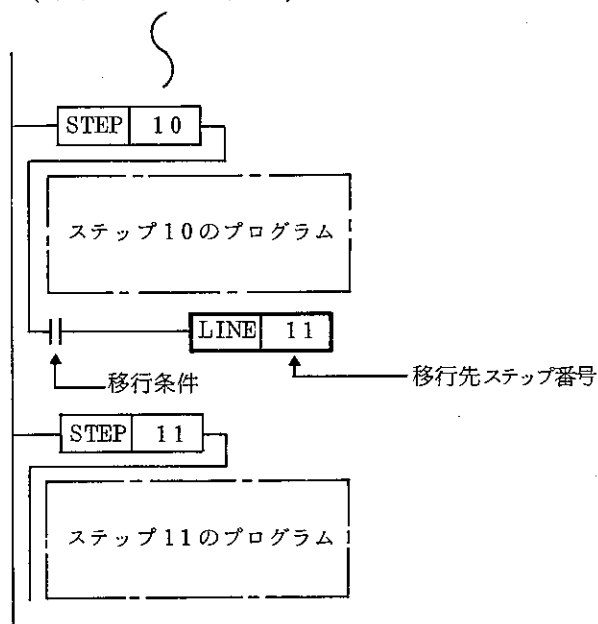 STEP 10
ステップ10のプログラム
LINE 11
移行条件
移行先ステップ番号
STEP 11
ステップ11のプログラム